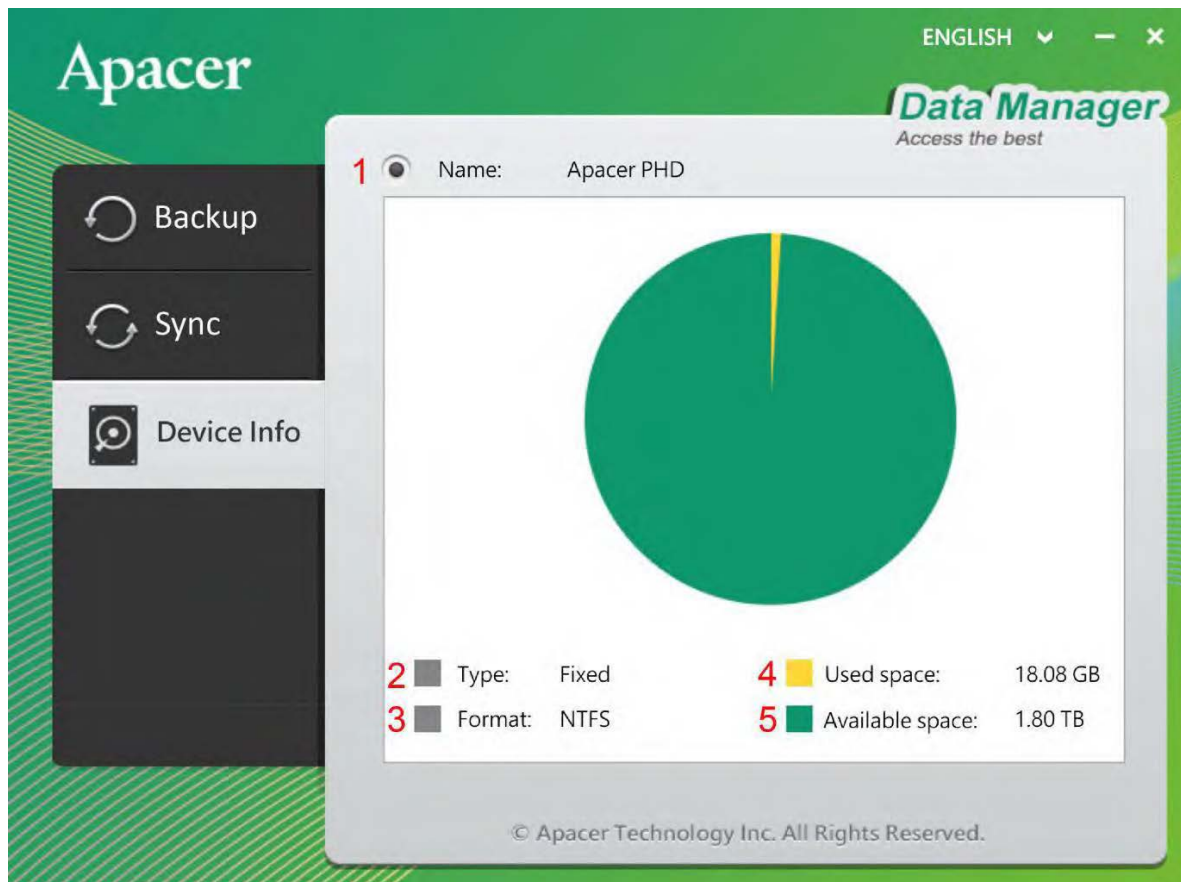 Apacer
ENGLISH
Data Manager
Access the best
1 Name: Apacer PHD
Backup
Sync
Device Info
2 Type: Fixed
4 Used space: 18.08 GB
3 Format: NTFS
5 Available space: 1.80 TB
© Apacer Technology Inc. All Rights Reserved.